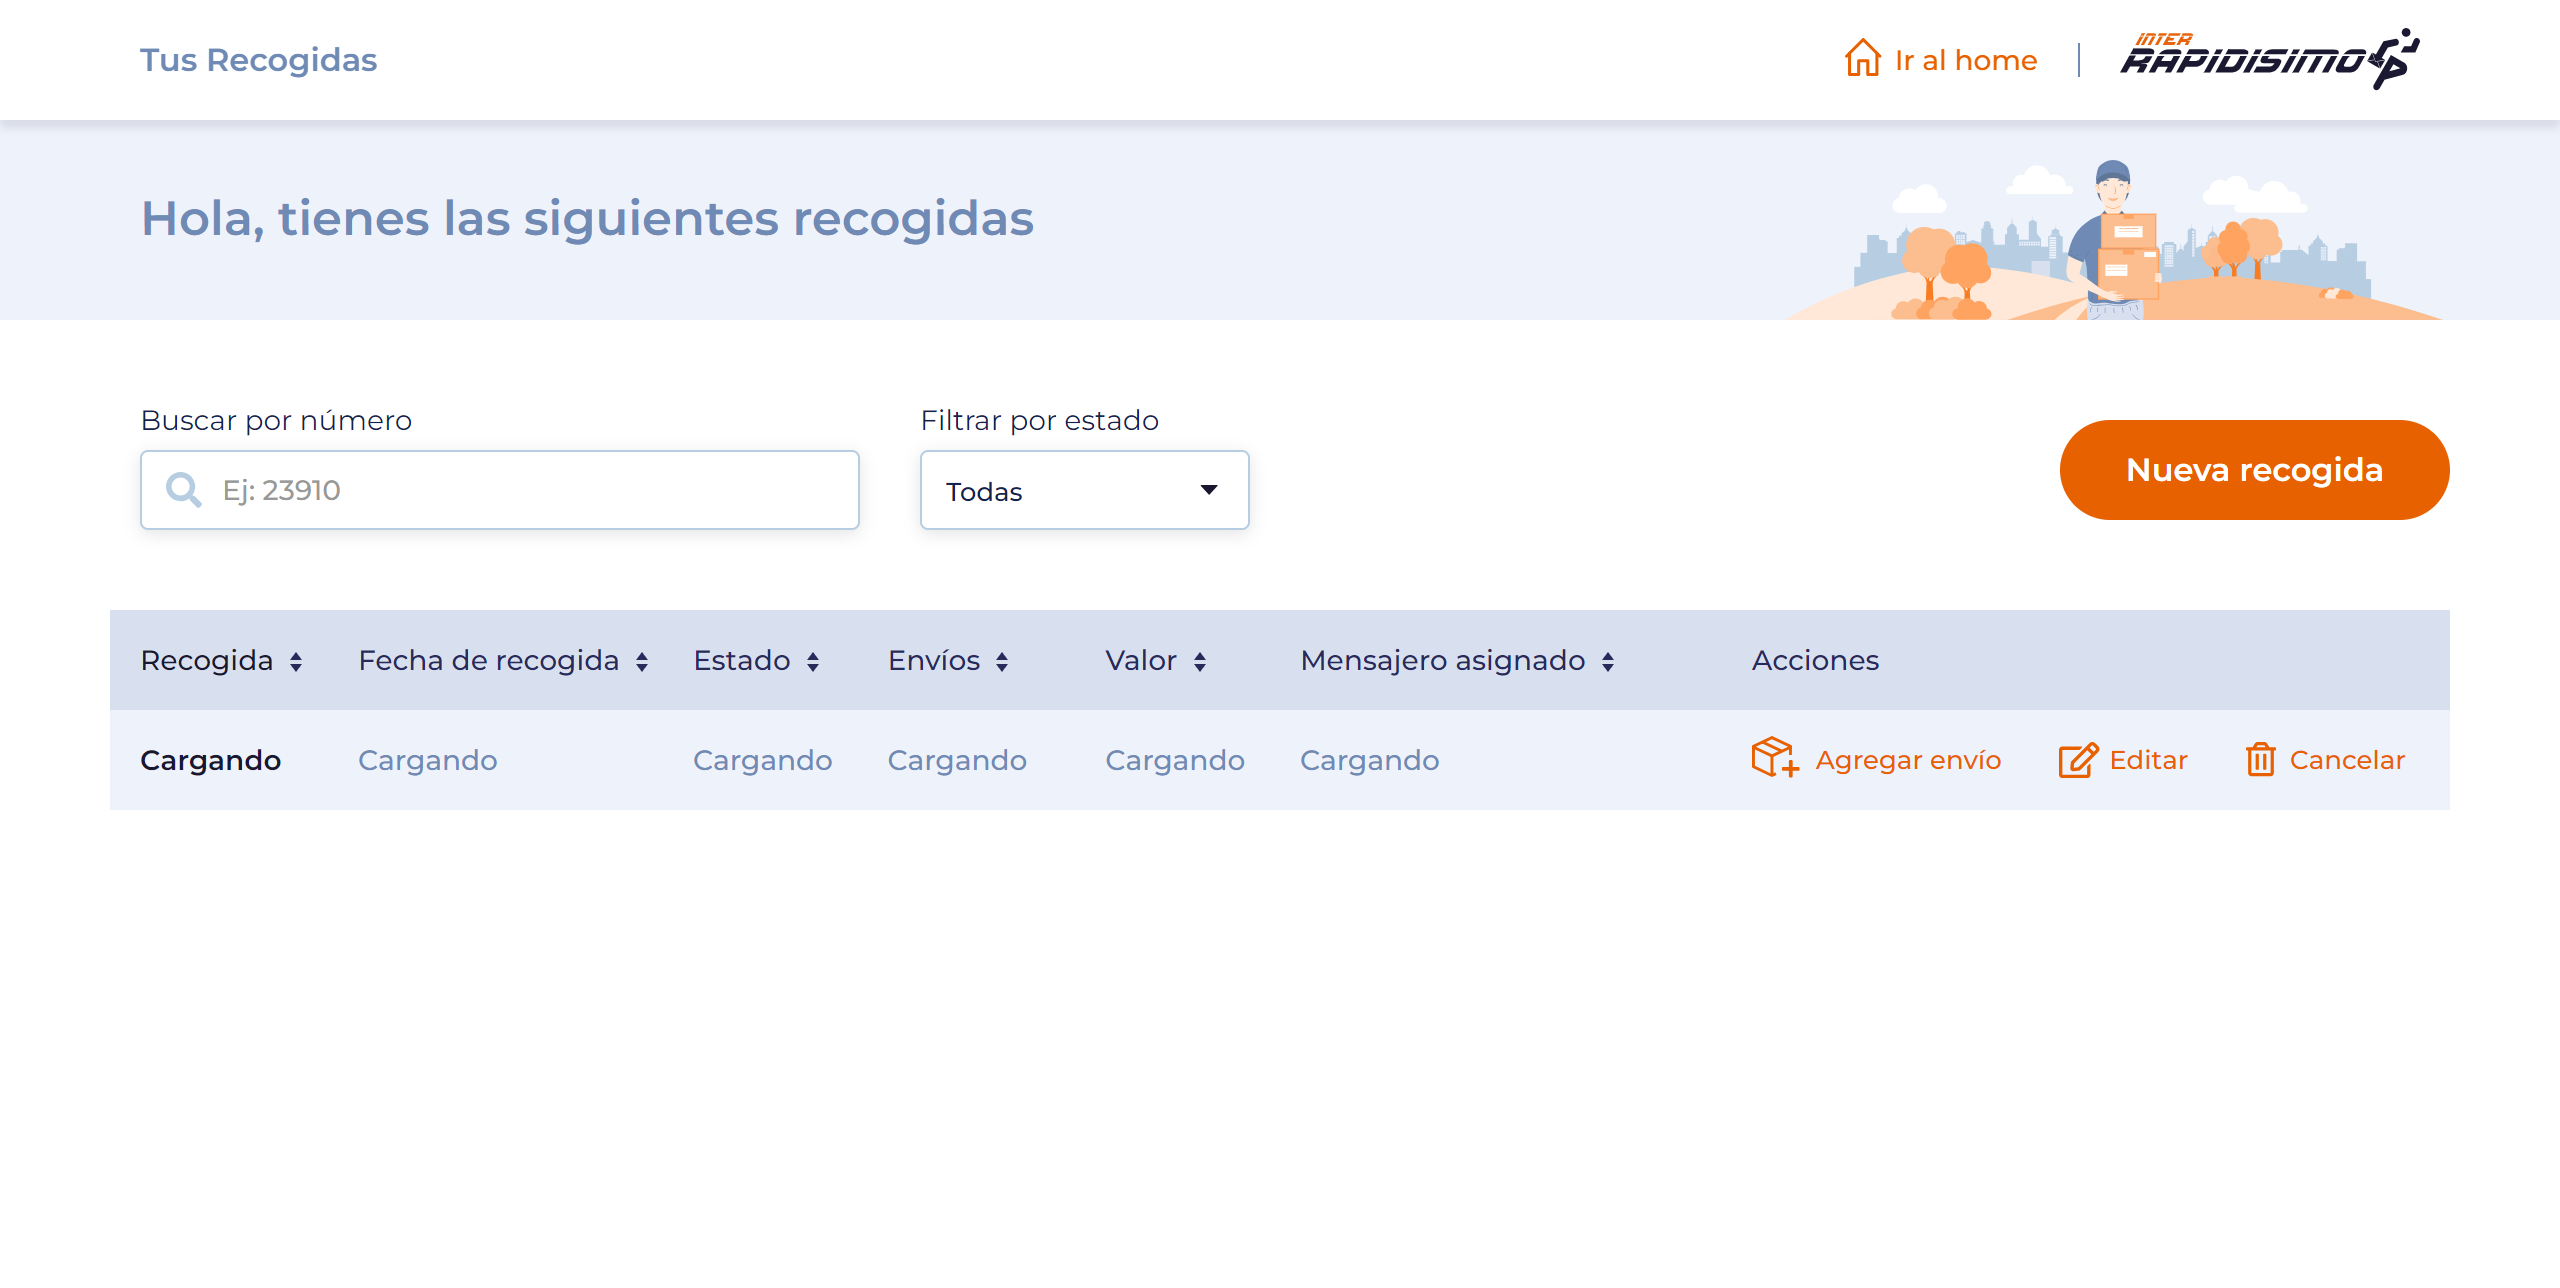 Tus Recogidas
Ir al home
INTER
RAPIDISIMO
Hola, tienes las siguientes recogidas
Buscar por número
Filtrar por estado
Ej: 23910
Todas
Nueva recogida
Recogida Fecha de recogida Estado Envíos Valor Mensajero asignado Acciones
Cargando Cargando Cargando Cargando Cargando Cargando Agregar envío Editar Cancelar